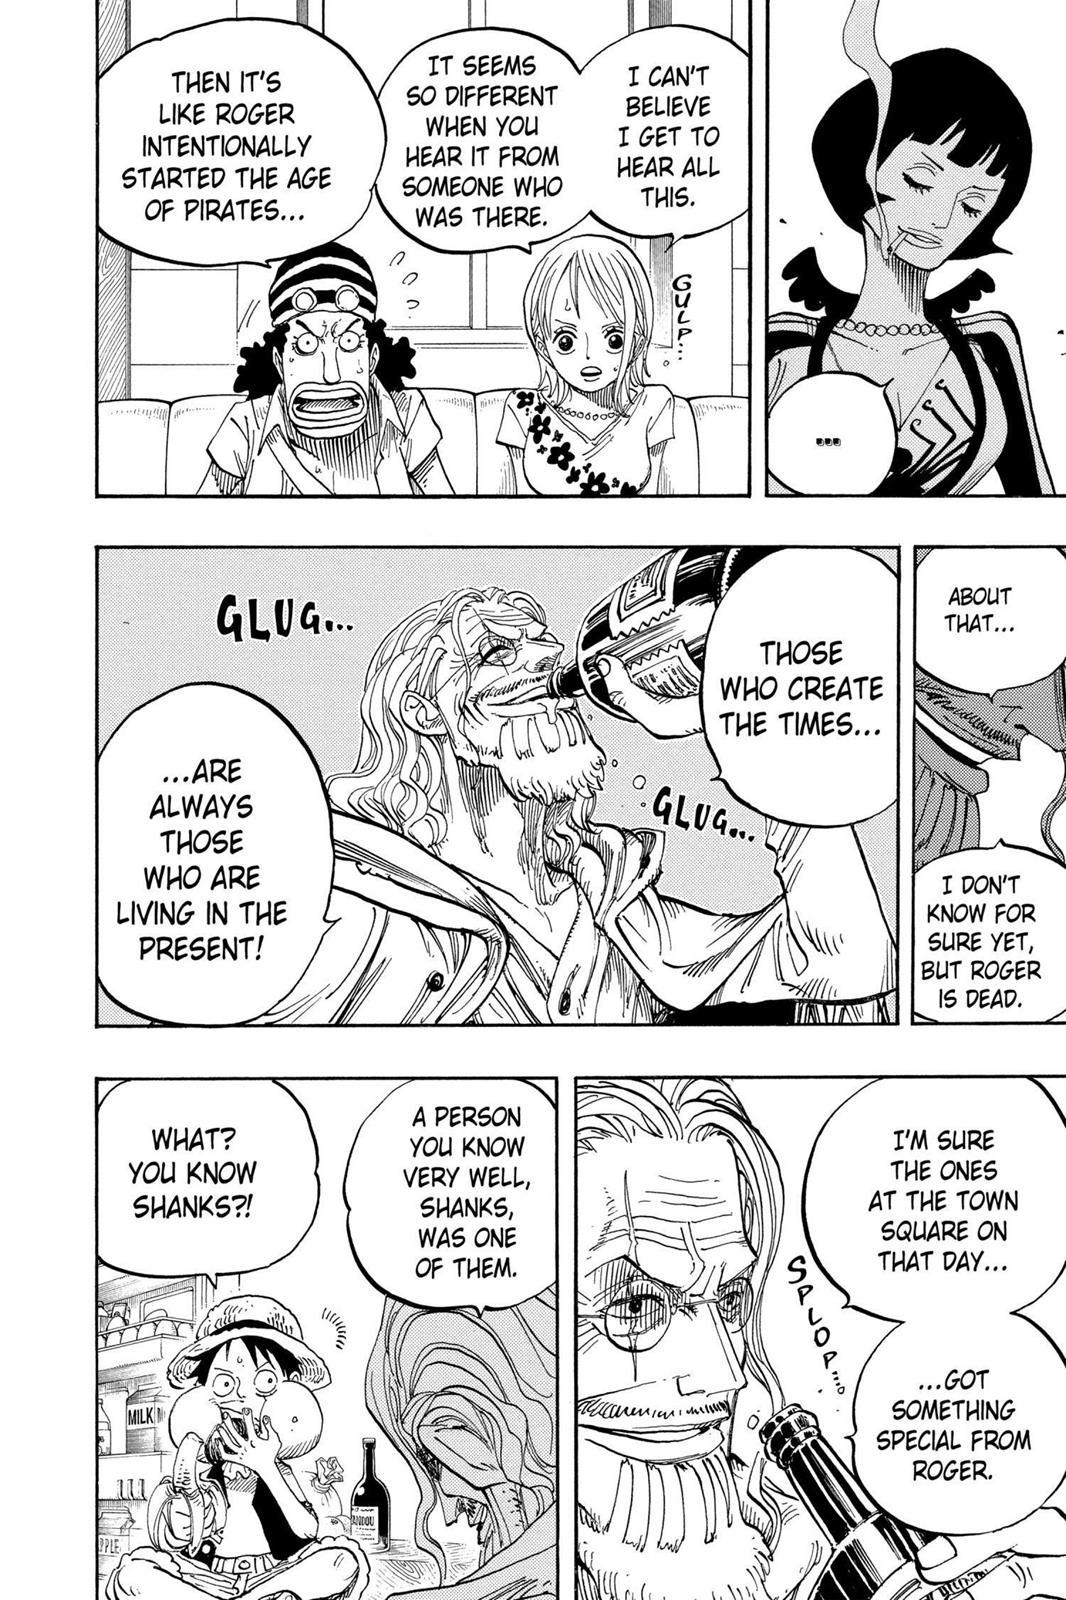 ...
I CAN'T
BELIEVE
I GET TO
HEAR ALL
THIS.
IT SEEMS
SO DIFFERENT
WHEN YOU
HEAR IT FROM
SOMEONE WHO
WAS THERE.
GULP...
THEN IT'S
LIKE ROGER
INTENTIONALLY
STARTED THE AGE
OF PIRATES...
ABOUT
THAT...
I DON'T
KNOW FOR
SURE YET,
BUT ROGER
IS DEAD.
THOSE
WHO CREATE
THE TIMES...
GLUG...
GLUG...
...ARE
ALWAYS
THOSE
WHO ARE
LIVING IN THE
PRESENT!
I'M SURE
THE ONES
AT THE TOWN
SQUARE ON
THAT DAY...
SPLOP...
...GOT
SOMETHING
SPECIAL FROM
ROGER.
A PERSON
YOU KNOW
VERY WELL,
SHANKS,
WAS ONE
OF THEM.
WHAT?
YOU KNOW
SHANKS?!
MILK